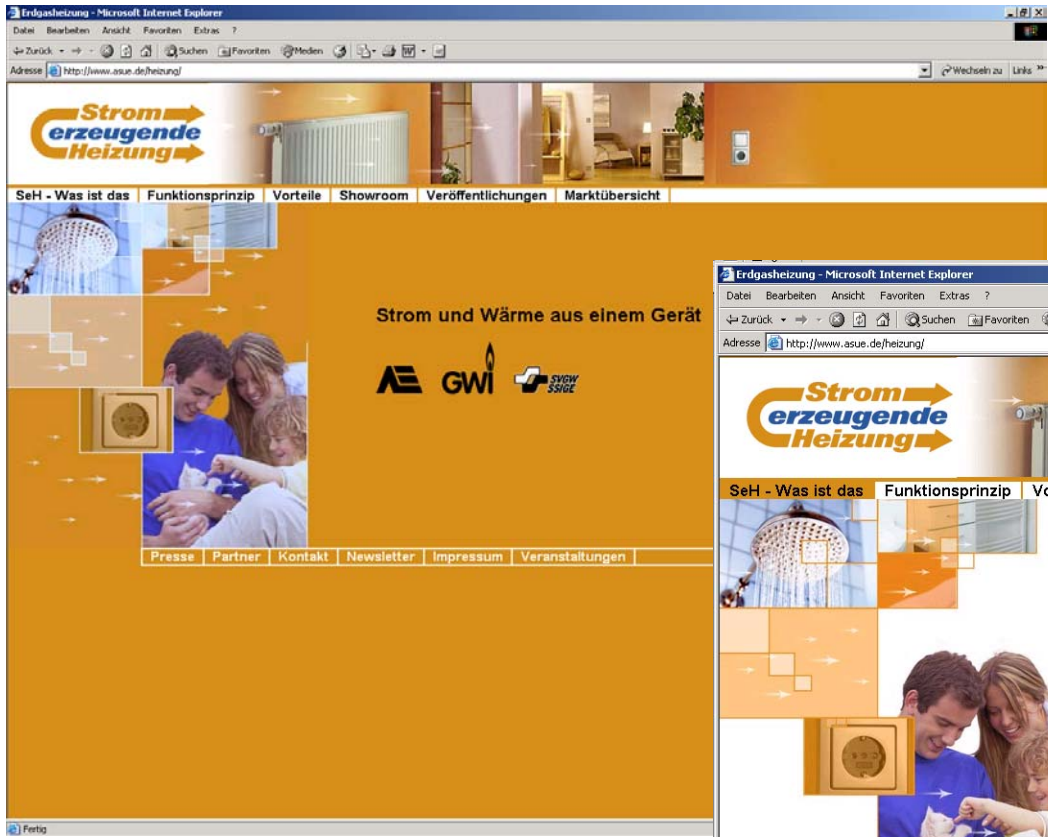 Erdgasheizung - Microsoft Internet Explorer
Datei Bearbeiten Ansicht Favoriten Extras ?
Zurück Suchen Favoriten Medien
Adresse http://www.asue.de/heizung/ Wechseln zu Links »
Strom
erzeugende
Heizung
SeH - Was ist das Funktionsprinzip Vorteile Showroom Veröffentlichungen Marktübersicht
Strom und Wärme aus einem Gerät
GWI SVGW
SSIGE
Presse Partner Kontakt Newsletter Impressum Veranstaltungen
Fertig
Erdgasheizung - Microsoft Internet Explorer
Datei Bearbeiten Ansicht Favoriten Extras ?
Zurück Suchen Favoriten
Adresse http://www.asue.de/heizung/
Strom
erzeugende
Heizung
SeH - Was ist das Funktionsprinzip Vo